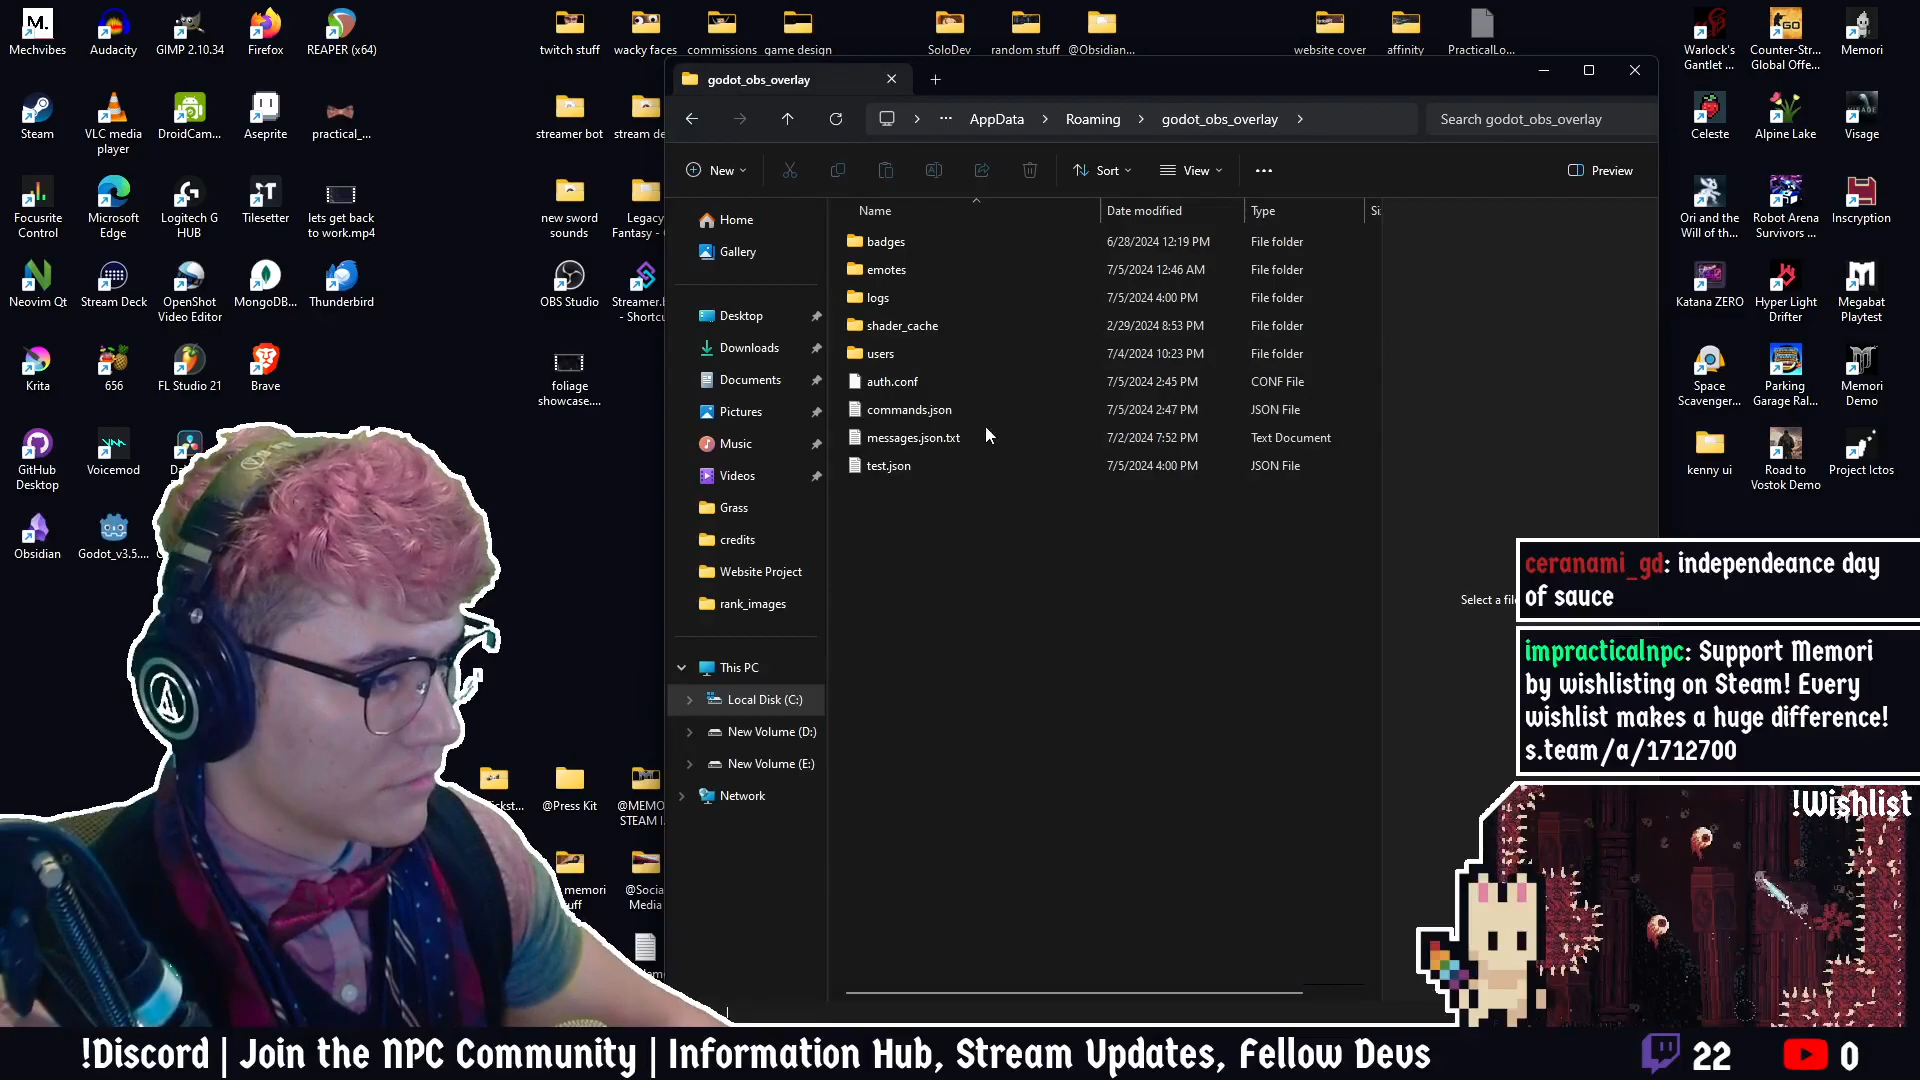 Mechvibes
Audacity
GIMP 2.10.34
Firefox
REAPER (x64)
twitch stuff
wacky faces
commissions
game design
SoloDev
random stuff
@Obsidian...
website cover
affinity
PracticalLo...
Warlock's
Gantlet ...
Counter-Str...
Global Offe...
Memori
godot_obs_overlay
AppData
Roaming
godot_obs_overlay
Search godot_obs_overlay
Steam
VLC media
player
DroidCam...
Aseprite
practical_...
streamer bot
Celeste
Alpine Lake
Visage
New
Sort
View
Preview
Focusrite
Control
Microsoft
Edge
Logitech G
HUB
Tilesetter
lets get back
to work.mp4
new sword
sounds
Legacy
Ori and the
Will of th...
Robot Arena
Survivors ...
Inscryption
Name
Date modified
Type
Home
Gallery
Desktop
Downloads
Documents
Pictures
Music
Videos
Grass
credits
Website Project
rank_images
This PC
Local Disk (C:)
New Volume (D:)
New Volume (E:)
Network
badges 6/28/2024 12:19 PM File folder
emotes 7/5/2024 12:46 AM File folder
logs 7/5/2024 4:00 PM File folder
shader_cache 2/29/2024 8:53 PM File folder
users 7/4/2024 10:23 PM File folder
auth.conf 7/5/2024 2:45 PM CONF File
commands.json 7/5/2024 2:47 PM JSON File
messages.json.txt 7/2/2024 7:52 PM Text Document
test.json 7/5/2024 4:00 PM JSON File
Neovim Qt
Stream Deck
OpenShot
Video Editor
MongoDB...
Thunderbird
OBS Studio
Katana ZERO
Hyper Light
Drifter
Megabat
Playtest
Krita
656
FL Studio 21
Brave
foliage
showcase....
Space
Scavenger...
Parking
Garage Ral...
Memori
Demo
GitHub
Desktop
Voicemod
kenny ui
Road to
Vostok Demo
Project Ictos
Obsidian
Godot_v3.5....
@Press Kit
@Social
Media
ceranami_gd: independeance day
of sauce
impracticalnpc: Support Memori
by wishlisting on Steam! Every
wishlist makes a huge difference!
s.team/a/1712700
!Wishlist
!Discord | Join the NPC Community | Information Hub, Stream Updates, Fellow Devs
22
0